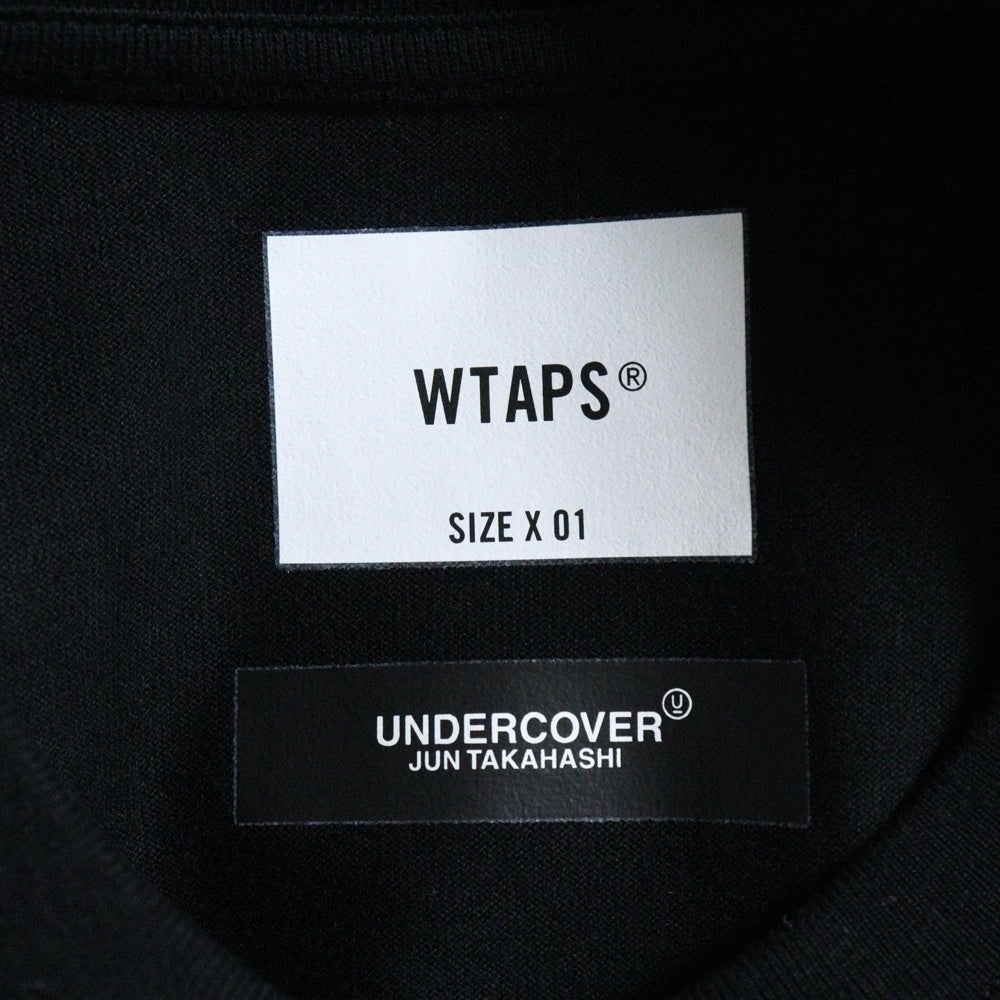 WTAPS®
SIZE X 01
UNDERCOVER U
JUN TAKAHASHI